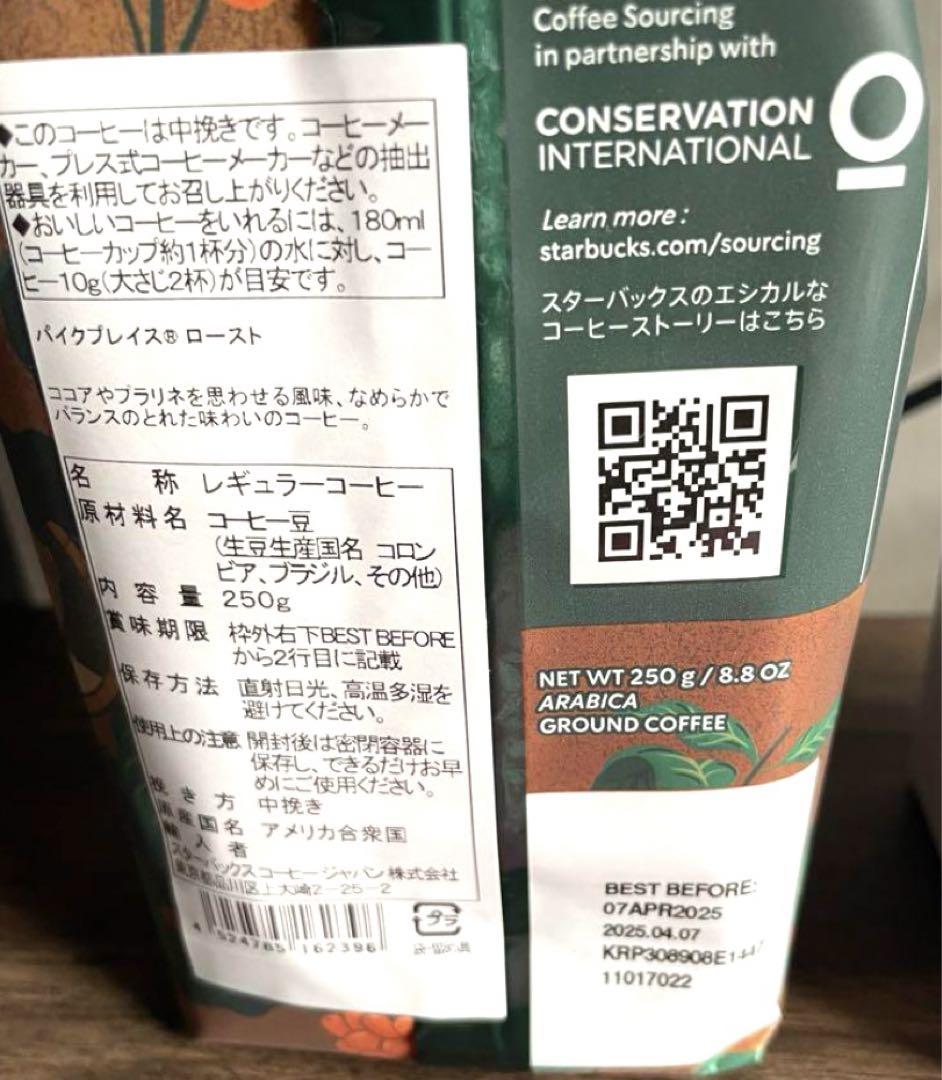 ◆このコーヒーは中挽きです。コーヒーメー
カー、プレス式コーヒーメーカーなどの抽出
器具を利用してお召し上がりください。
◆おいしいコーヒーをいれるには、180ml
(コーヒーカップ約1杯分)の水に対し、コー
ヒー10g(大さじ2杯)が目安です。
パイクプレイス® ロースト
ココアやプラリネを思わせる風味、なめらかで
バランスのとれた味わいのコーヒー。
名称 レギュラーコーヒー
原材料名 コーヒー豆
(生豆生産国名 コロン
ビア、ブラジル、その他)
内容量 250g
賞味期限 枠外右下BEST BEFORE
から2行目に記載
保存方法 直射日光、高温多湿を
避けてください。
使用上の注意 開封後は密閉容器に
保存し、できるだけお早
めにご使用ください。
挽き方 中挽き
原産国名 アメリカ合衆国
輸入者
スターバックス コーヒー ジャパン 株式会社
東京都品川区上大崎2-25-2
4 524785 162396
プラ
Coffee Sourcing
in partnership with
CONSERVATION
INTERNATIONAL
Learn more:
starbucks.com/sourcing
スターバックスのエシカルな
コーヒーストーリーはこちら
NET WT 250 g / 8.8 OZ
ARABICA
GROUND COFFEE
BEST BEFORE:
07APR2025
2025.04.07
KRP308908E1447
11017022